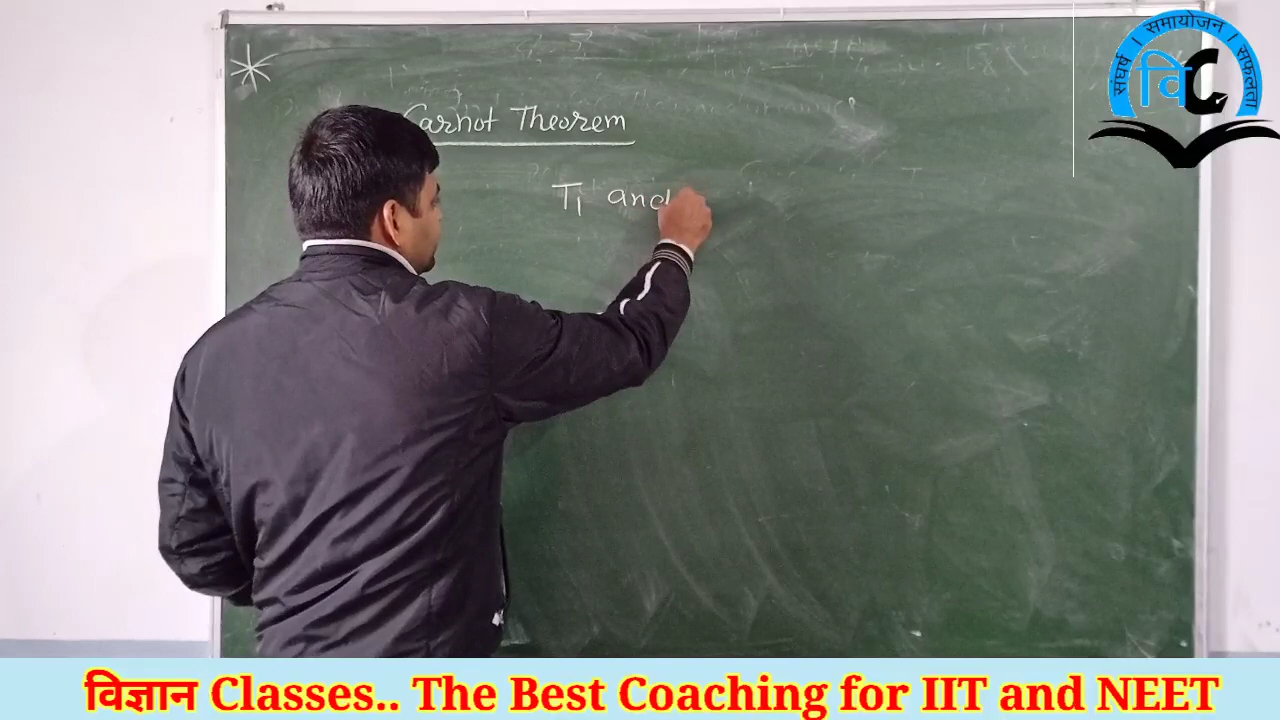 संघर्ष । समायोजन । सफलता
विC
Carnot Theorem
T₁ and
विज्ञान Classes.. The Best Coaching for IIT and NEET